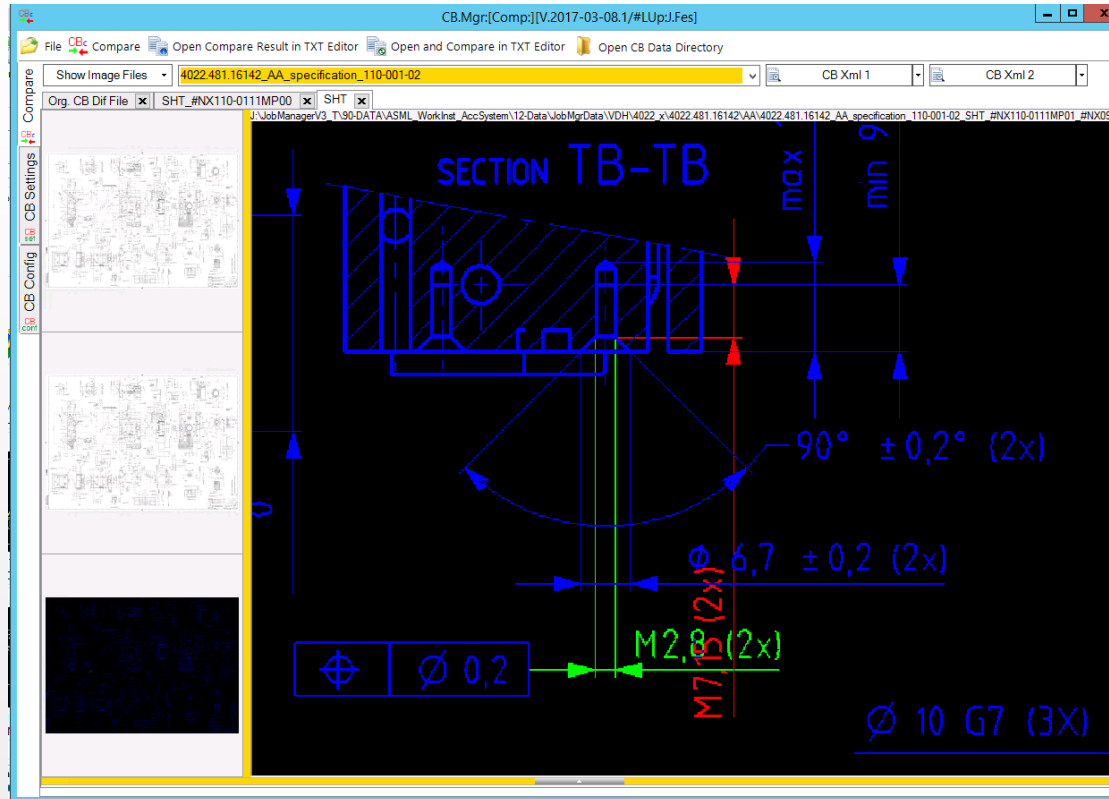 CB.Mgr:[Comp:][V.2017-03-08.1/#LUp:J.Fes]
File
CBc Compare
Open Compare Result in TXT Editor
Open and Compare in TXT Editor
Open CB Data Directory
Show Image Files
4022.481.16142_AA_specification_110-001-02
CB Xml 1
CB Xml 2
Org. CB Dif File
SHT_#NX110-0111MP00
SHT
Compare
CB Settings
CB Config
J:\JobManagerV3_T\90-DATA\ASML_WorkInst_AccSystem\12-Data\JobMgrData\VDH\4022_x\4022.481.16142\AA\4022.481.16142_AA_specification_110-001-02_SHT_#NX110-0111MP01_#NX09
SECTION TB-TB
max
min 9
90° ± 0,2° (2x)
Ø 6,7 ± 0,2 (2x)
M2,8 (2x)
M7,15 (2x)
Ø 0,2
Ø 10 G7 (3X)